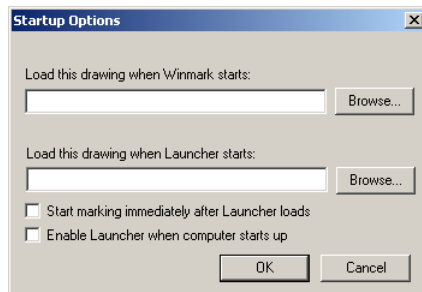 Startup Options
Load this drawing when Winmark starts:
Browse...
Load this drawing when Launcher starts:
Browse...
Start marking immediately after Launcher loads
Enable Launcher when computer starts up
OK Cancel